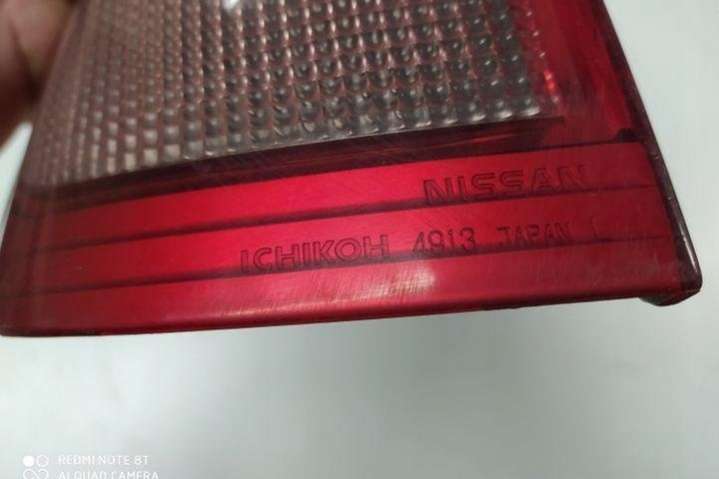 NISSAN
ICHIKOH 4913 JAPAN
REDMI NOTE 8T
AI QUAD CAMERA